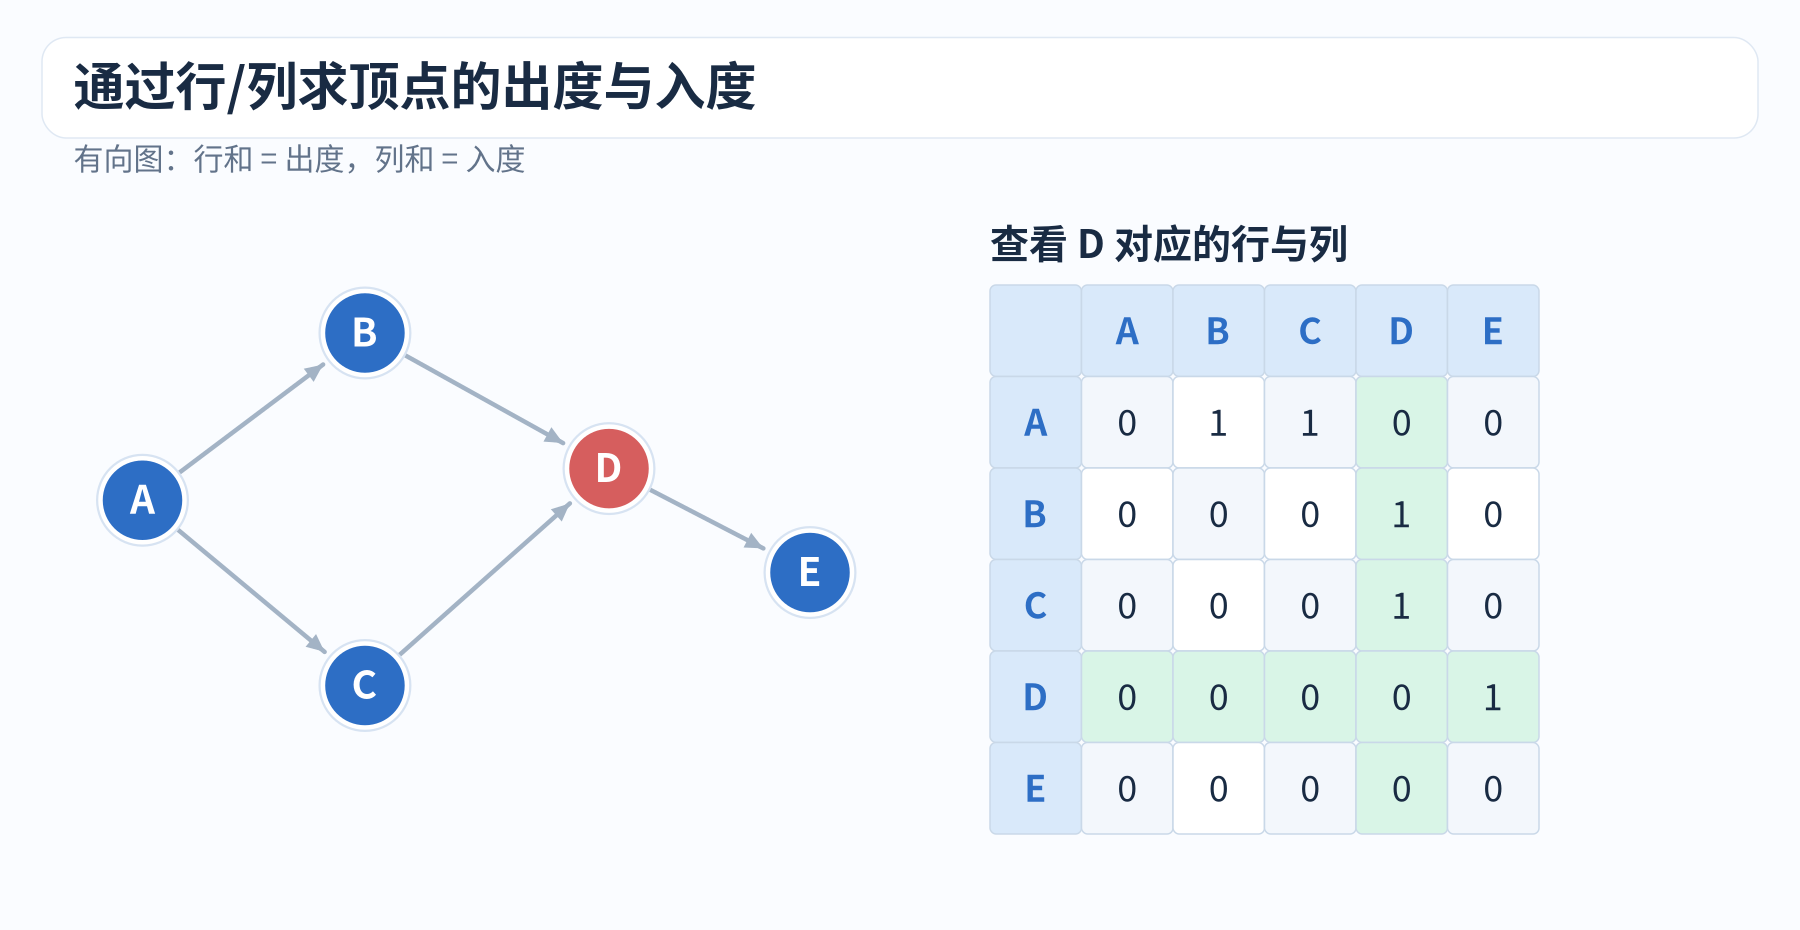 通过行/列求顶点的出度与入度
有向图：行和 = 出度，列和 = 入度
B
D
A
E
C
查看 D 对应的行与列
A B C D E
A 0 1 1 0 0
B 0 0 0 1 0
C 0 0 0 1 0
D 0 0 0 0 1
E 0 0 0 0 0